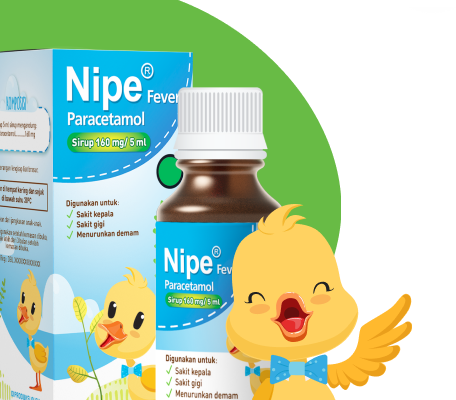 Nipe®
Fever
Paracetamol
Sirup 160 mg/5 ml
Digunakan untuk:
Sakit kepala
Sakit gigi
Menurunkan demam
Nipe®
Fev
Paracetamol
Sirup 160 mg/5 ml
Digunakan untuk:
Sakit kepala
Sakit gigi
Menurunkan demam